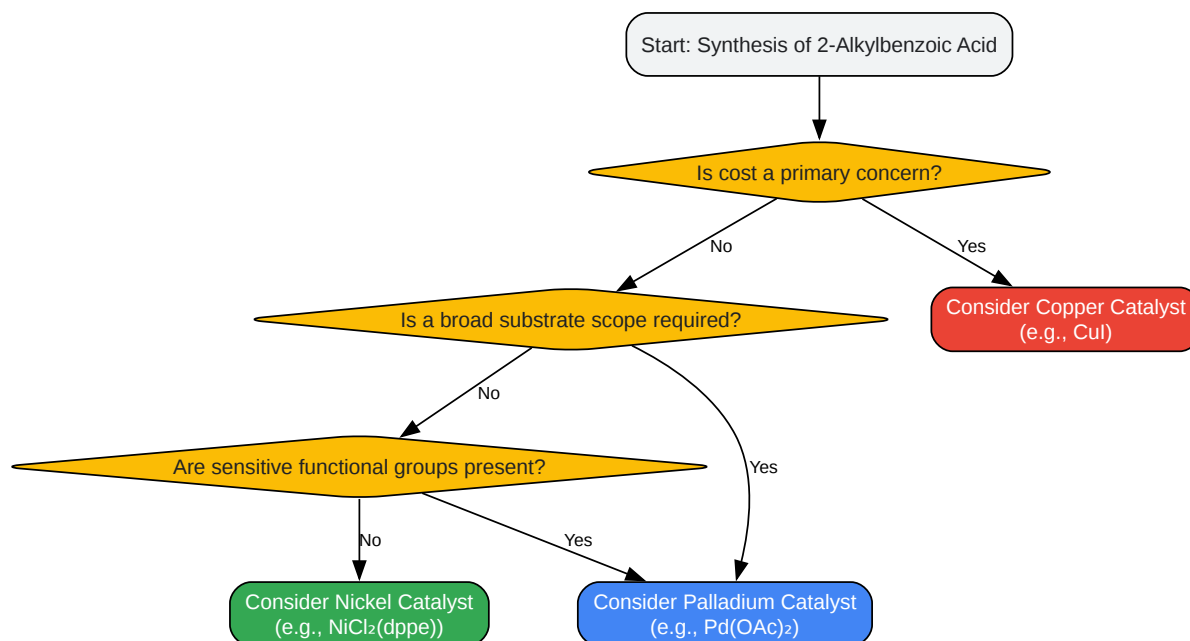 Start: Synthesis of 2-Alkylbenzoic Acid
Is cost a primary concern?
No
Yes
Is a broad substrate scope required?
Consider Copper Catalyst
(e.g., CuI)
No
Are sensitive functional groups present?
Yes
No
Yes
Consider Nickel Catalyst
(e.g., NiCl₂(dppe))
Consider Palladium Catalyst
(e.g., Pd(OAc)₂)